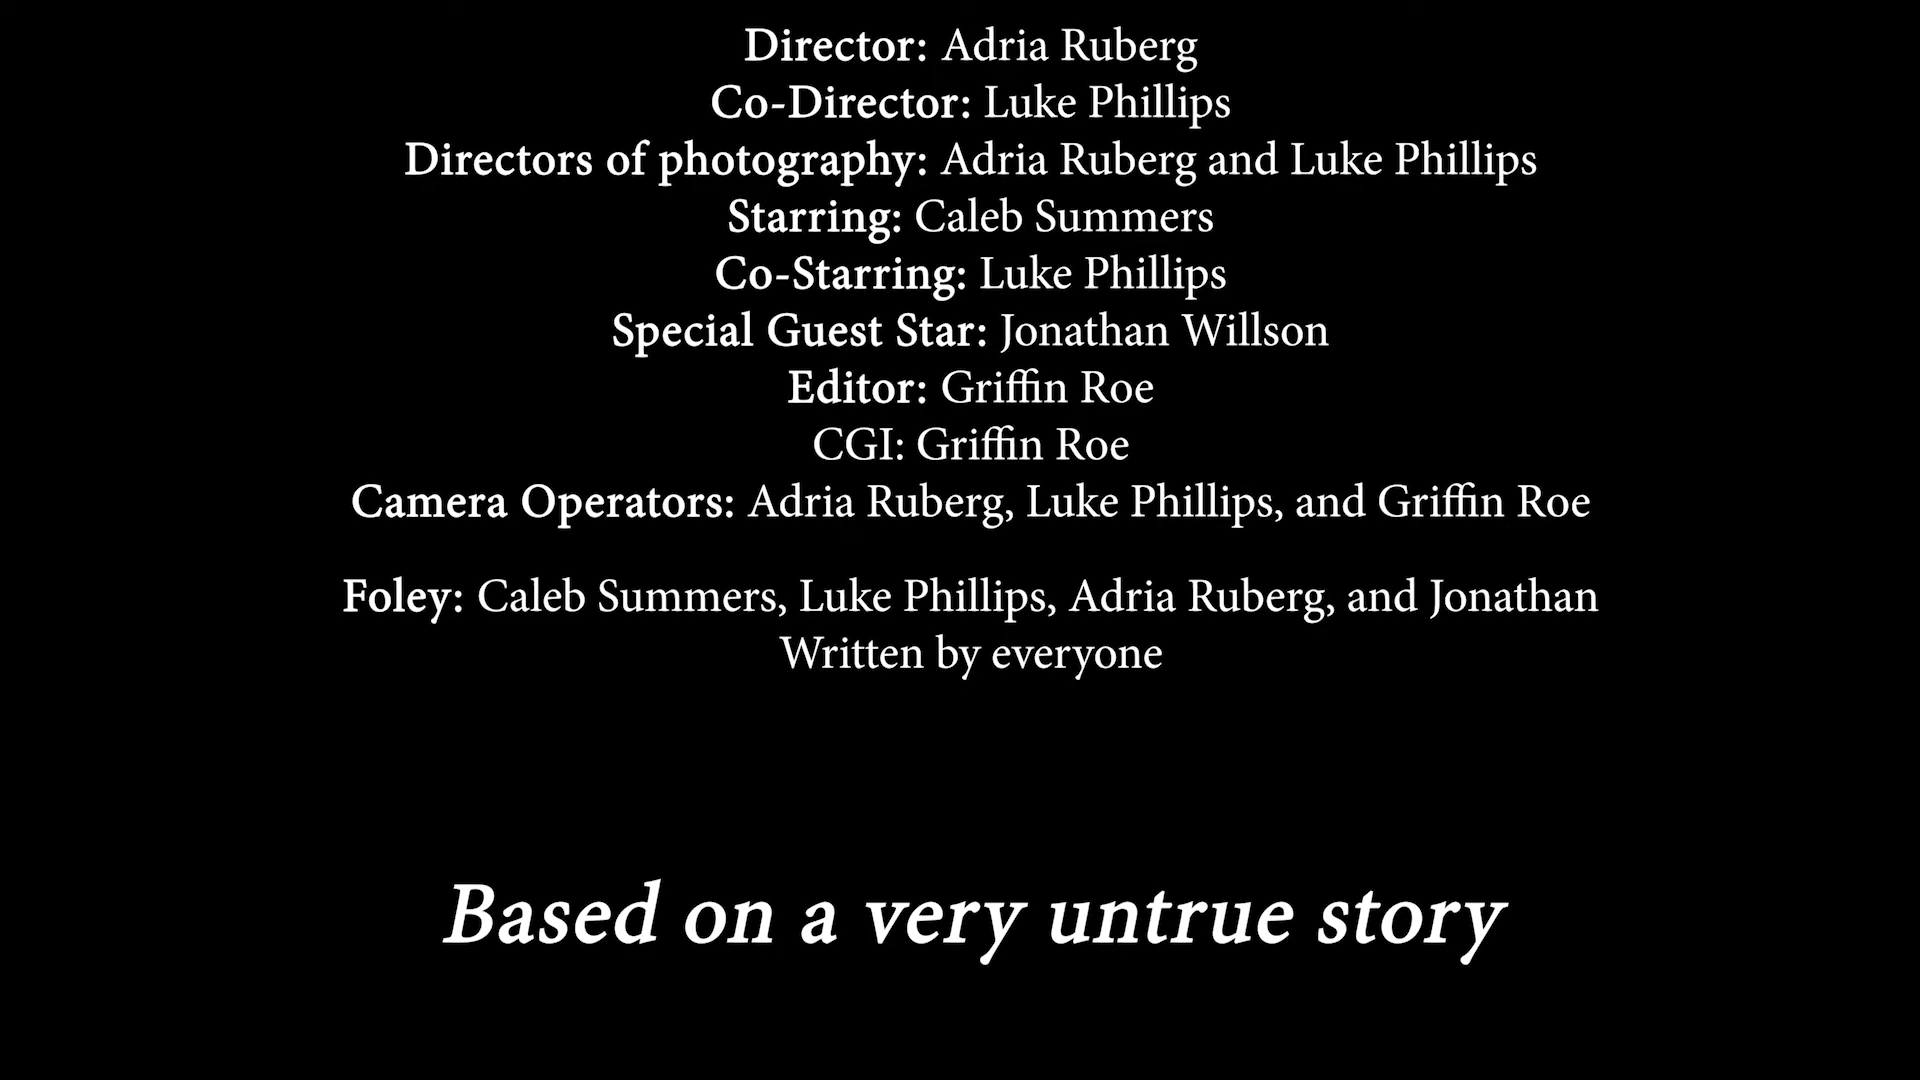 Director: Adria Ruberg
Co-Director: Luke Phillips
Directors of photography: Adria Ruberg and Luke Phillips
Starring: Caleb Summers
Co-Starring: Luke Phillips
Special Guest Star: Jonathan Willson
Editor: Griffin Roe
CGI: Griffin Roe
Camera Operators: Adria Ruberg, Luke Phillips, and Griffin Roe
Foley: Caleb Summers, Luke Phillips, Adria Ruberg, and Jonathan
Written by everyone
Based on a very untrue story